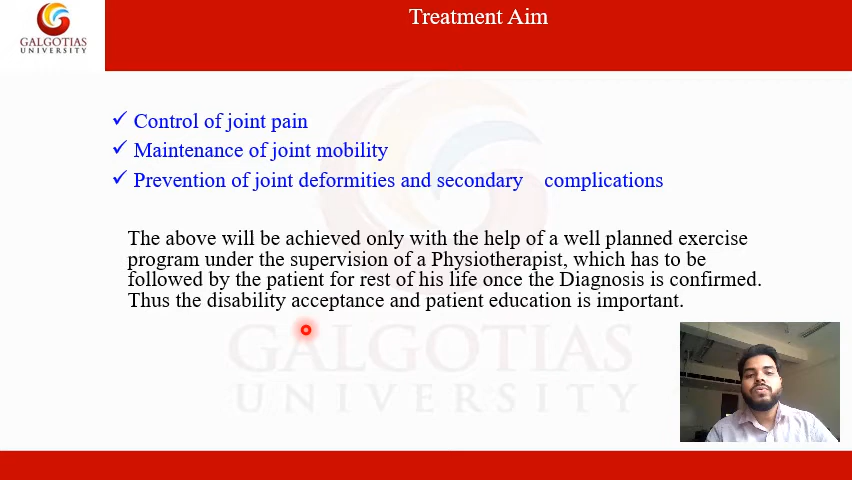 Treatment Aim
GALGOTIAS
UNIVERSITY
✓ Control of joint pain
✓ Maintenance of joint mobility
✓ Prevention of joint deformities and secondary complications
The above will be achieved only with the help of a well planned exercise
program under the supervision of a Physiotherapist, which has to be
followed by the patient for rest of his life once the Diagnosis is confirmed.
Thus the disability acceptance and patient education is important.
GALGOTIAS
UNIVERSITY